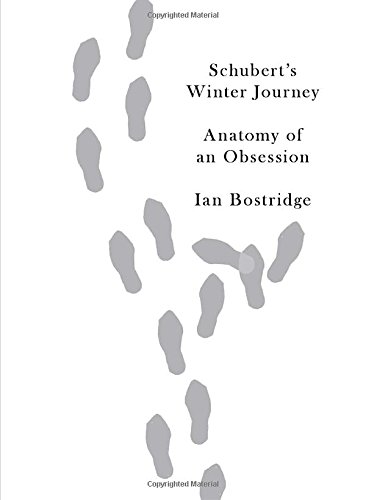 Copyrighted Material
Schubert's
Winter Journey
Anatomy of
an Obsession
Ian Bostridge
Copyrighted Material